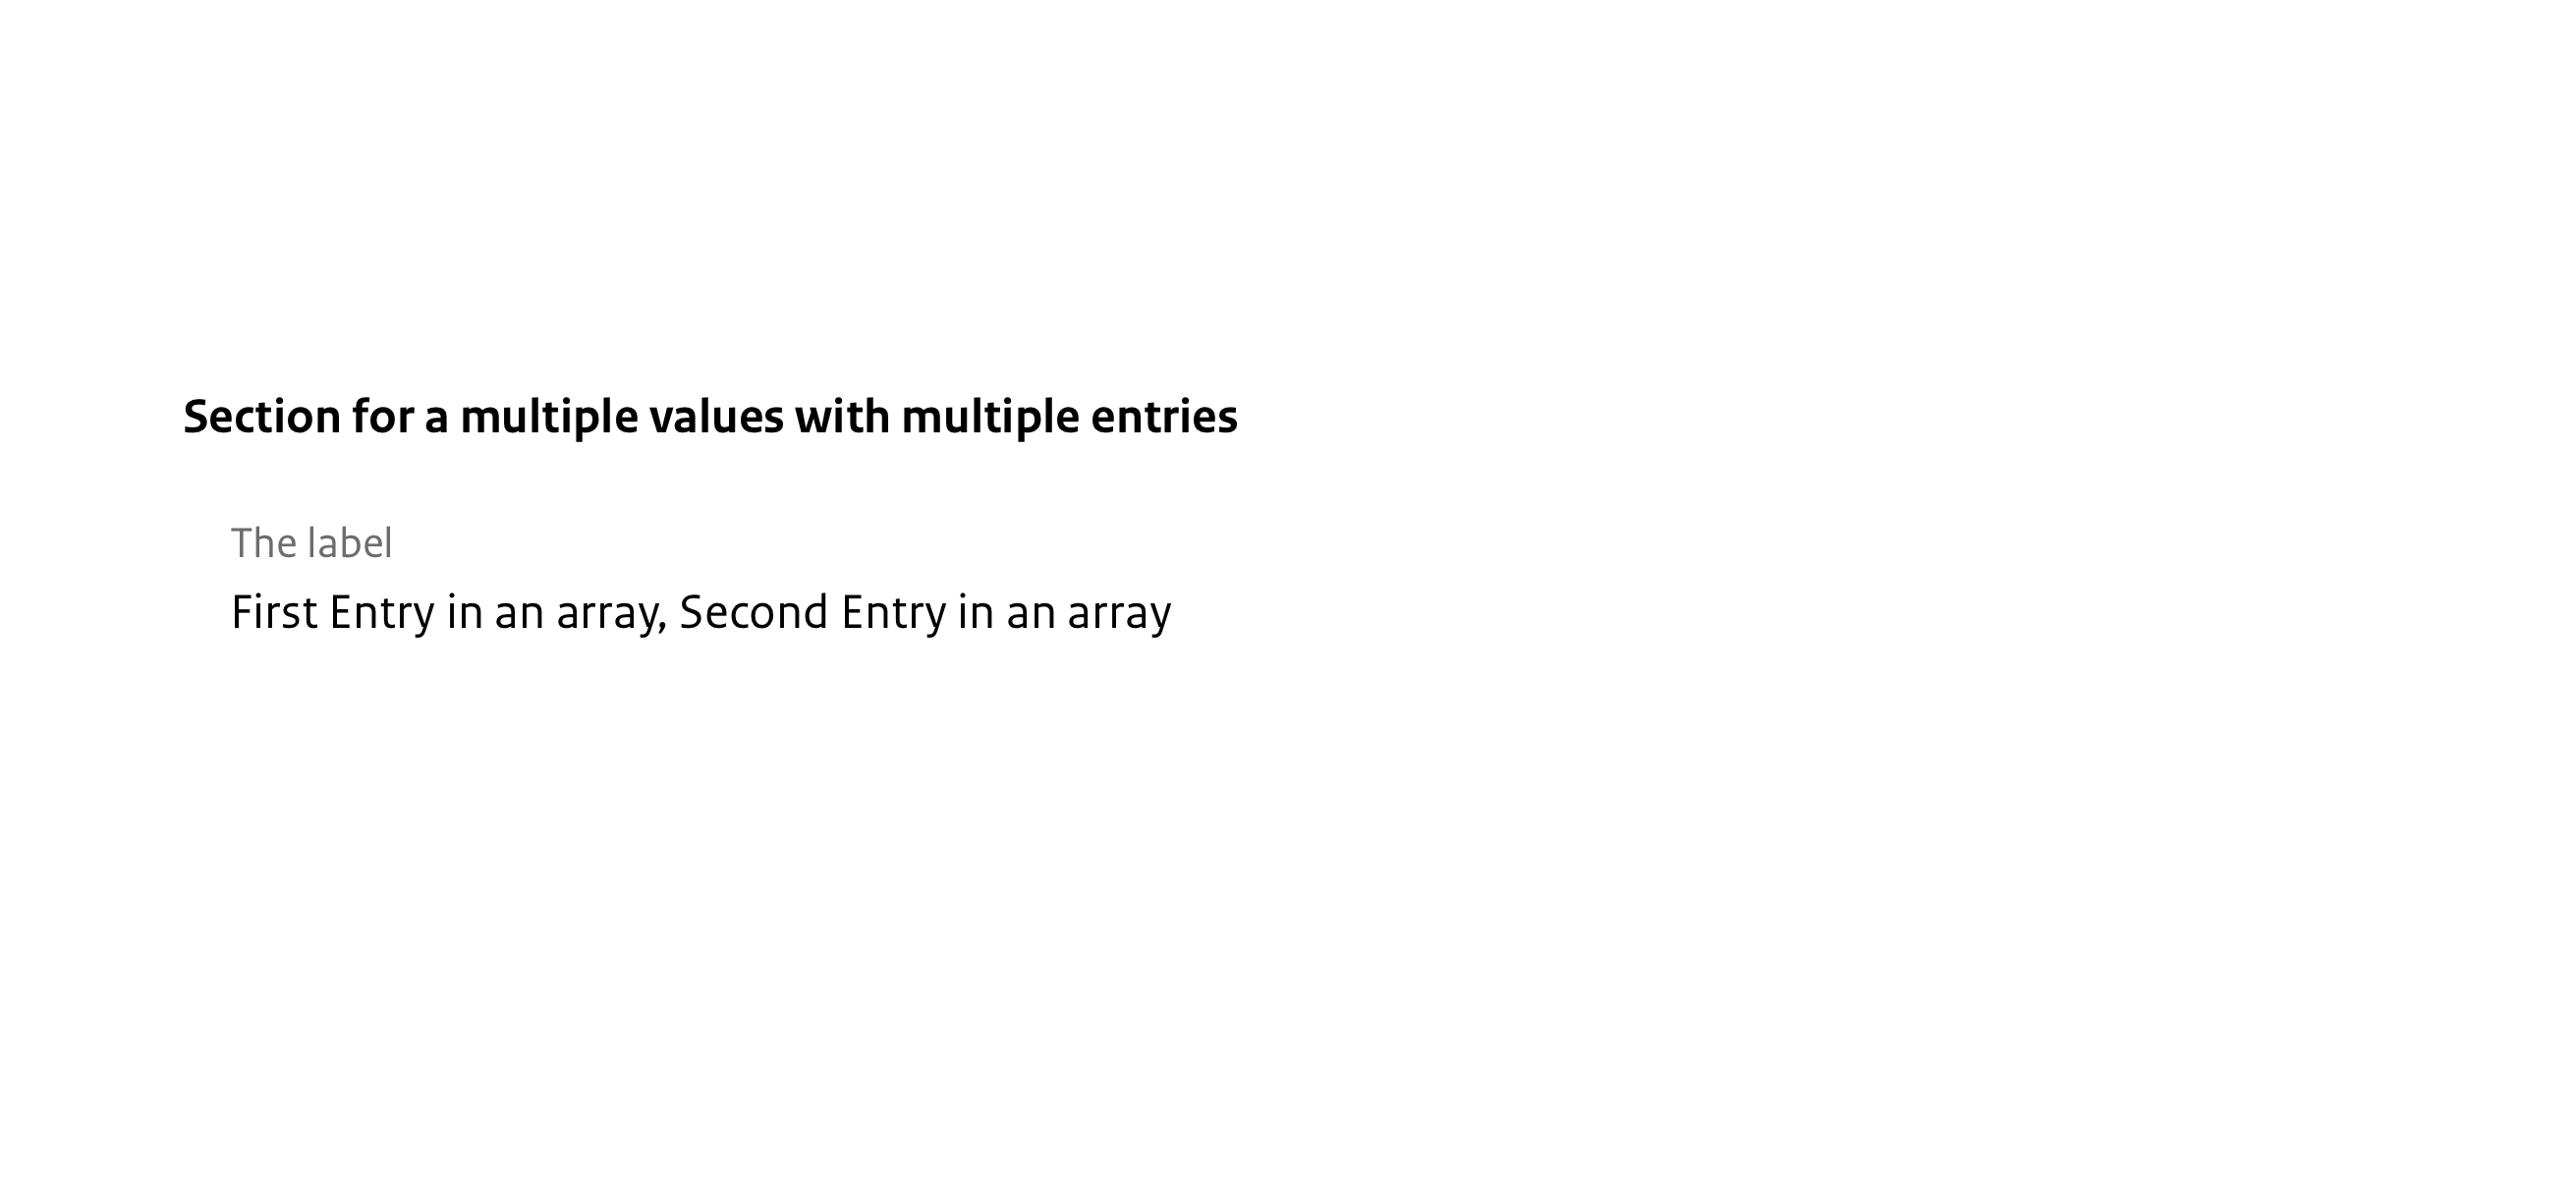 Section for a multiple values with multiple entries
The label
First Entry in an array, Second Entry in an array